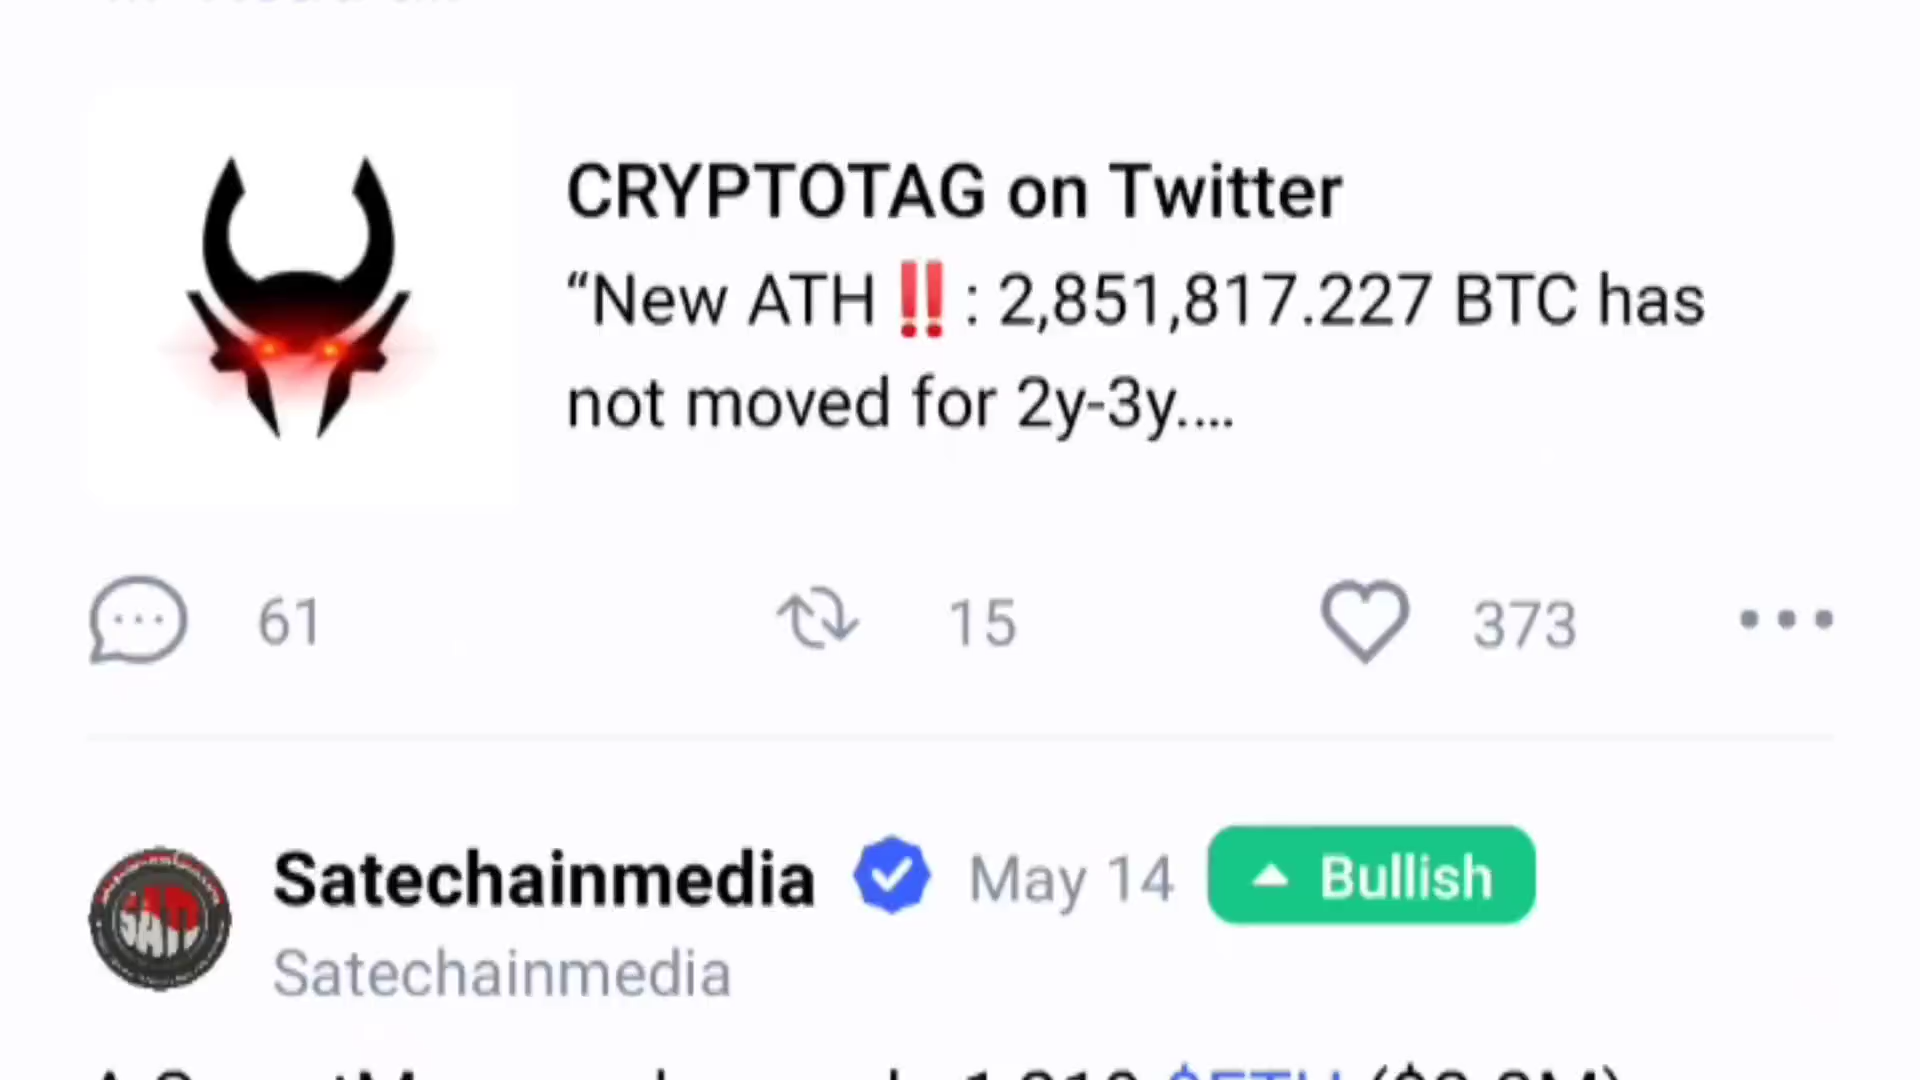 CRYPTOTAG on Twitter
“New ATH‼️: 2,851,817.227 BTC has
not moved for 2y-3y....
61 15 373
Satechainmedia May 14 Bullish
Satechainmedia
$ETH